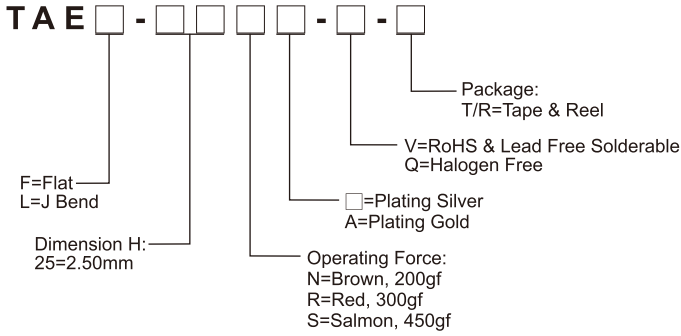 TAE□-□□□□-□-□
Package:
T/R=Tape & Reel
V=RoHS & Lead Free Solderable
Q=Halogen Free
F=Flat
L=J Bend
□=Plating Silver
A=Plating Gold
Dimension H:
25=2.50mm
Operating Force:
N=Brown, 200gf
R=Red, 300gf
S=Salmon, 450gf